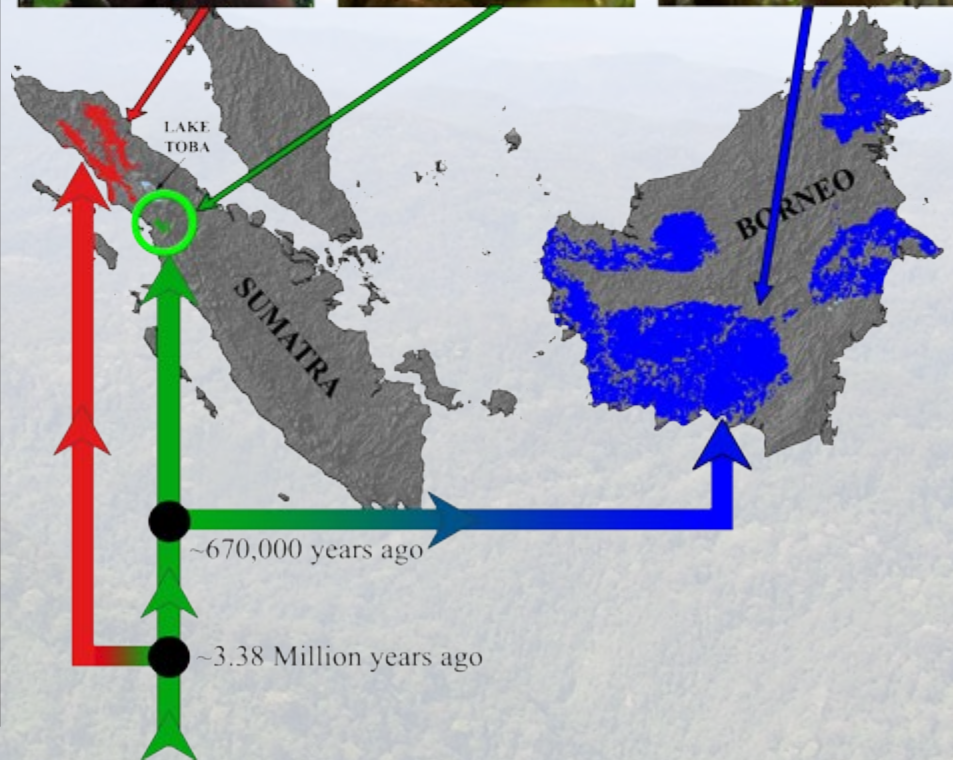 LAKE
TOBA
BORNEO
SUMATRA
~670,000 years ago
~3.38 Million years ago